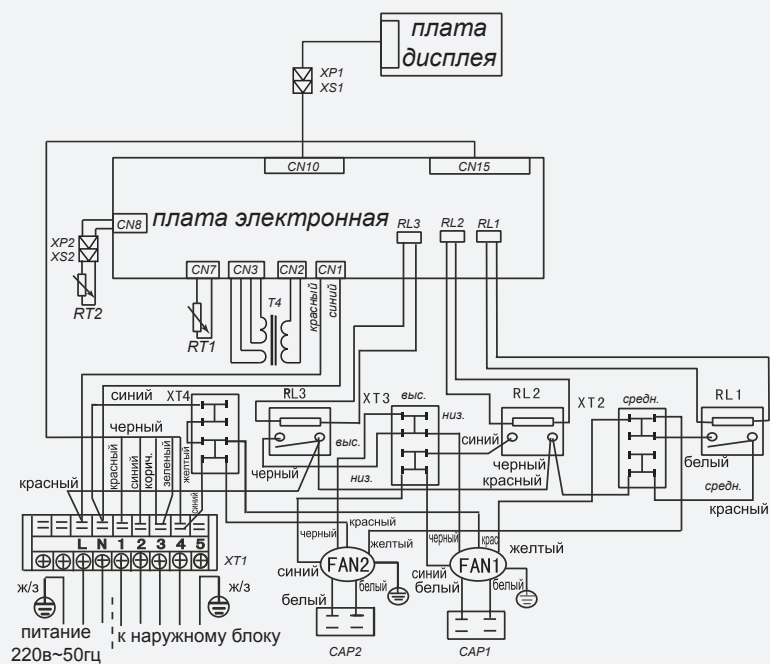 плата
дисплея
XP1
XS1
CN10
CN15
плата электронная
CN8
RL3
RL2
RL1
XP2
XS2
RT2
CN7
CN3
CN2
CN1
RT1
T4
красный
синий
синий
XT4
RL3
XT3
выс.
низ.
RL2
XT2
средн.
RL1
черный
красный
синий
корич.
зеленый
желтый
синий
красный
выс.
черный
низ.
синий
черный
красный
белый
средн.
красный
L N 1 2 3 4 5
XT1
черный
красный
желтый
черный
крас
желтый
синий
FAN2
синий
FAN1
белый
белый
белый
белый
ж/з
ж/з
питание
220в~50гц
к наружному блоку
CAP2
CAP1